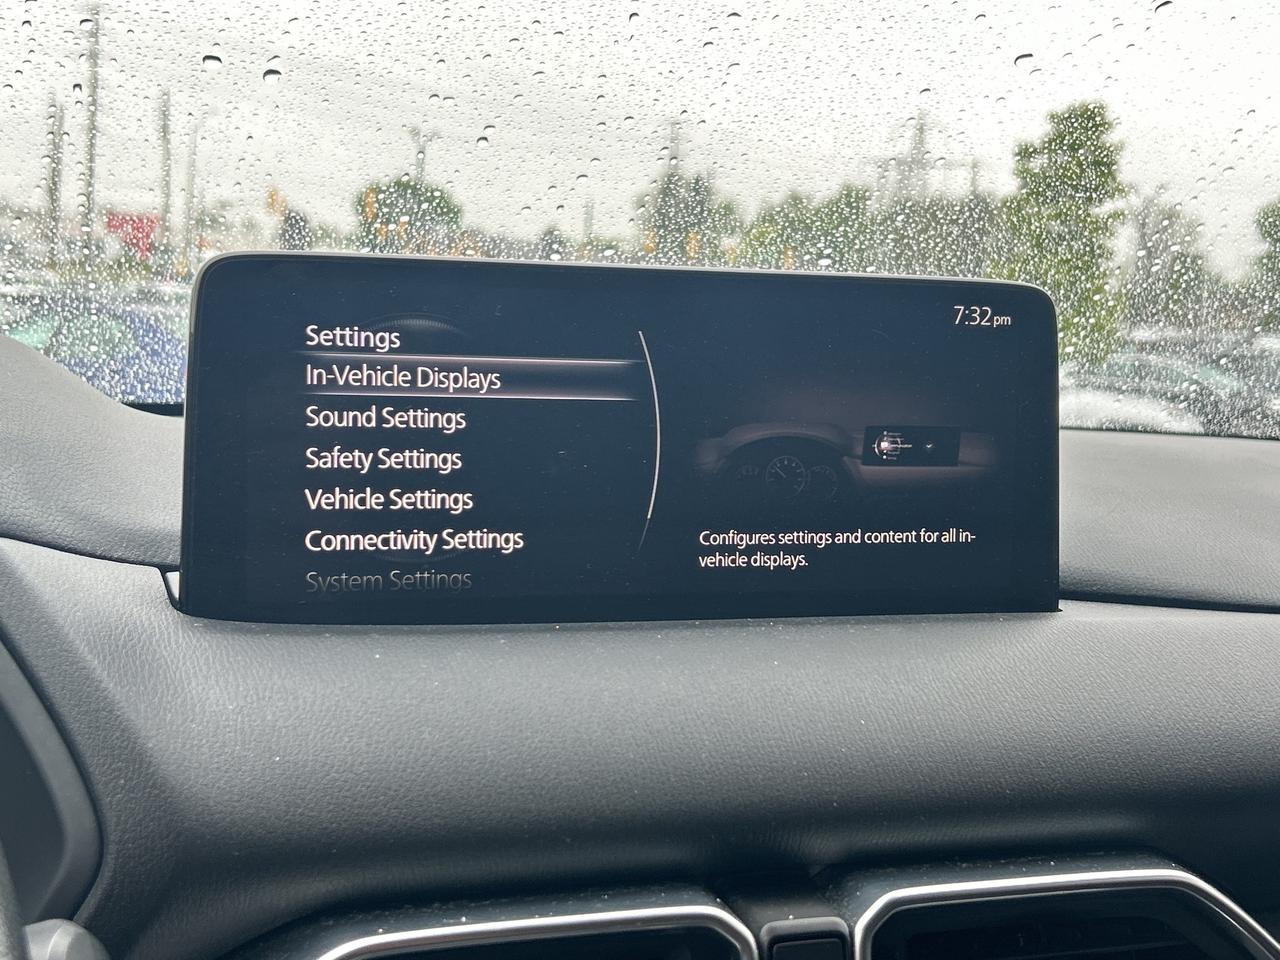 7:32pm
Settings
In-Vehicle Displays
Sound Settings
Safety Settings
Vehicle Settings
Connectivity Settings
System Settings
Configures settings and content for all in-
vehicle displays.